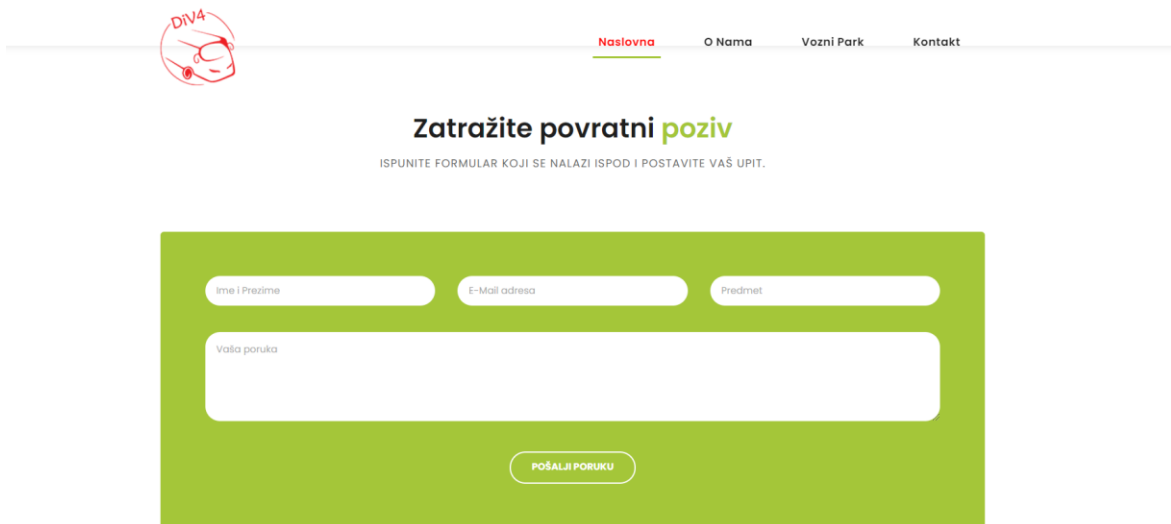 DiV4
Naslovna O Nama Vozni Park Kontakt
Zatražite povratni poziv
ISPUNITE FORMULAR KOJI SE NALAZI ISPOD I POSTAVITE VAŠ UPIT.
Ime i Prezime E-Mail adresa Predmet
Vaša poruka
POŠALJI PORUKU